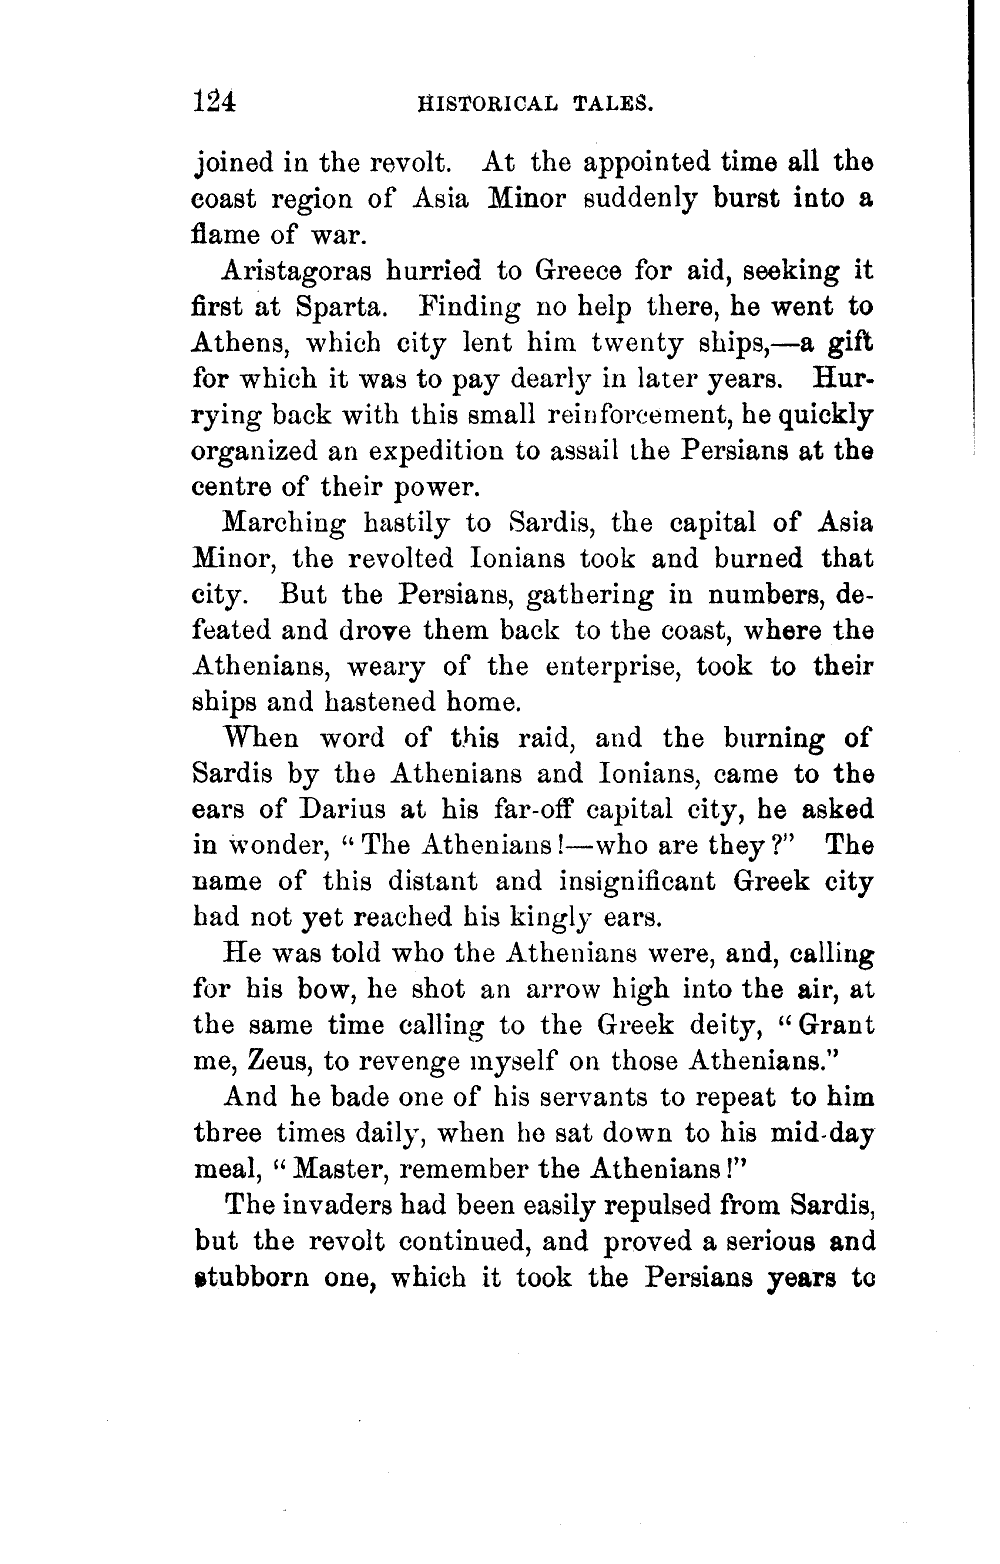 124 HISTORICAL TALES.
joined in the revolt. At the appointed time all the
coast region of Asia Minor suddenly burst into a
flame of war.
Aristagoras hurried to Greece for aid, seeking it
first at Sparta. Finding no help there, he went to
Athens, which city lent him twenty ships,—a gift
for which it was to pay dearly in later years. Hur-
rying back with this small reinforcement, he quickly
organized an expedition to assail the Persians at the
centre of their power.
Marching hastily to Sardis, the capital of Asia
Minor, the revolted Ionians took and burned that
city. But the Persians, gathering in numbers, de-
feated and drove them back to the coast, where the
Athenians, weary of the enterprise, took to their
ships and hastened home.
When word of this raid, and the burning of
Sardis by the Athenians and Ionians, came to the
ears of Darius at his far-off capital city, he asked
in wonder, “The Athenians!—who are they?” The
name of this distant and insignificant Greek city
had not yet reached his kingly ears.
He was told who the Athenians were, and, calling
for his bow, he shot an arrow high into the air, at
the same time calling to the Greek deity, “Grant
me, Zeus, to revenge myself on those Athenians.”
And he bade one of his servants to repeat to him
three times daily, when he sat down to his mid-day
meal, “Master, remember the Athenians!”
The invaders had been easily repulsed from Sardis,
but the revolt continued, and proved a serious and
stubborn one, which it took the Persians years to